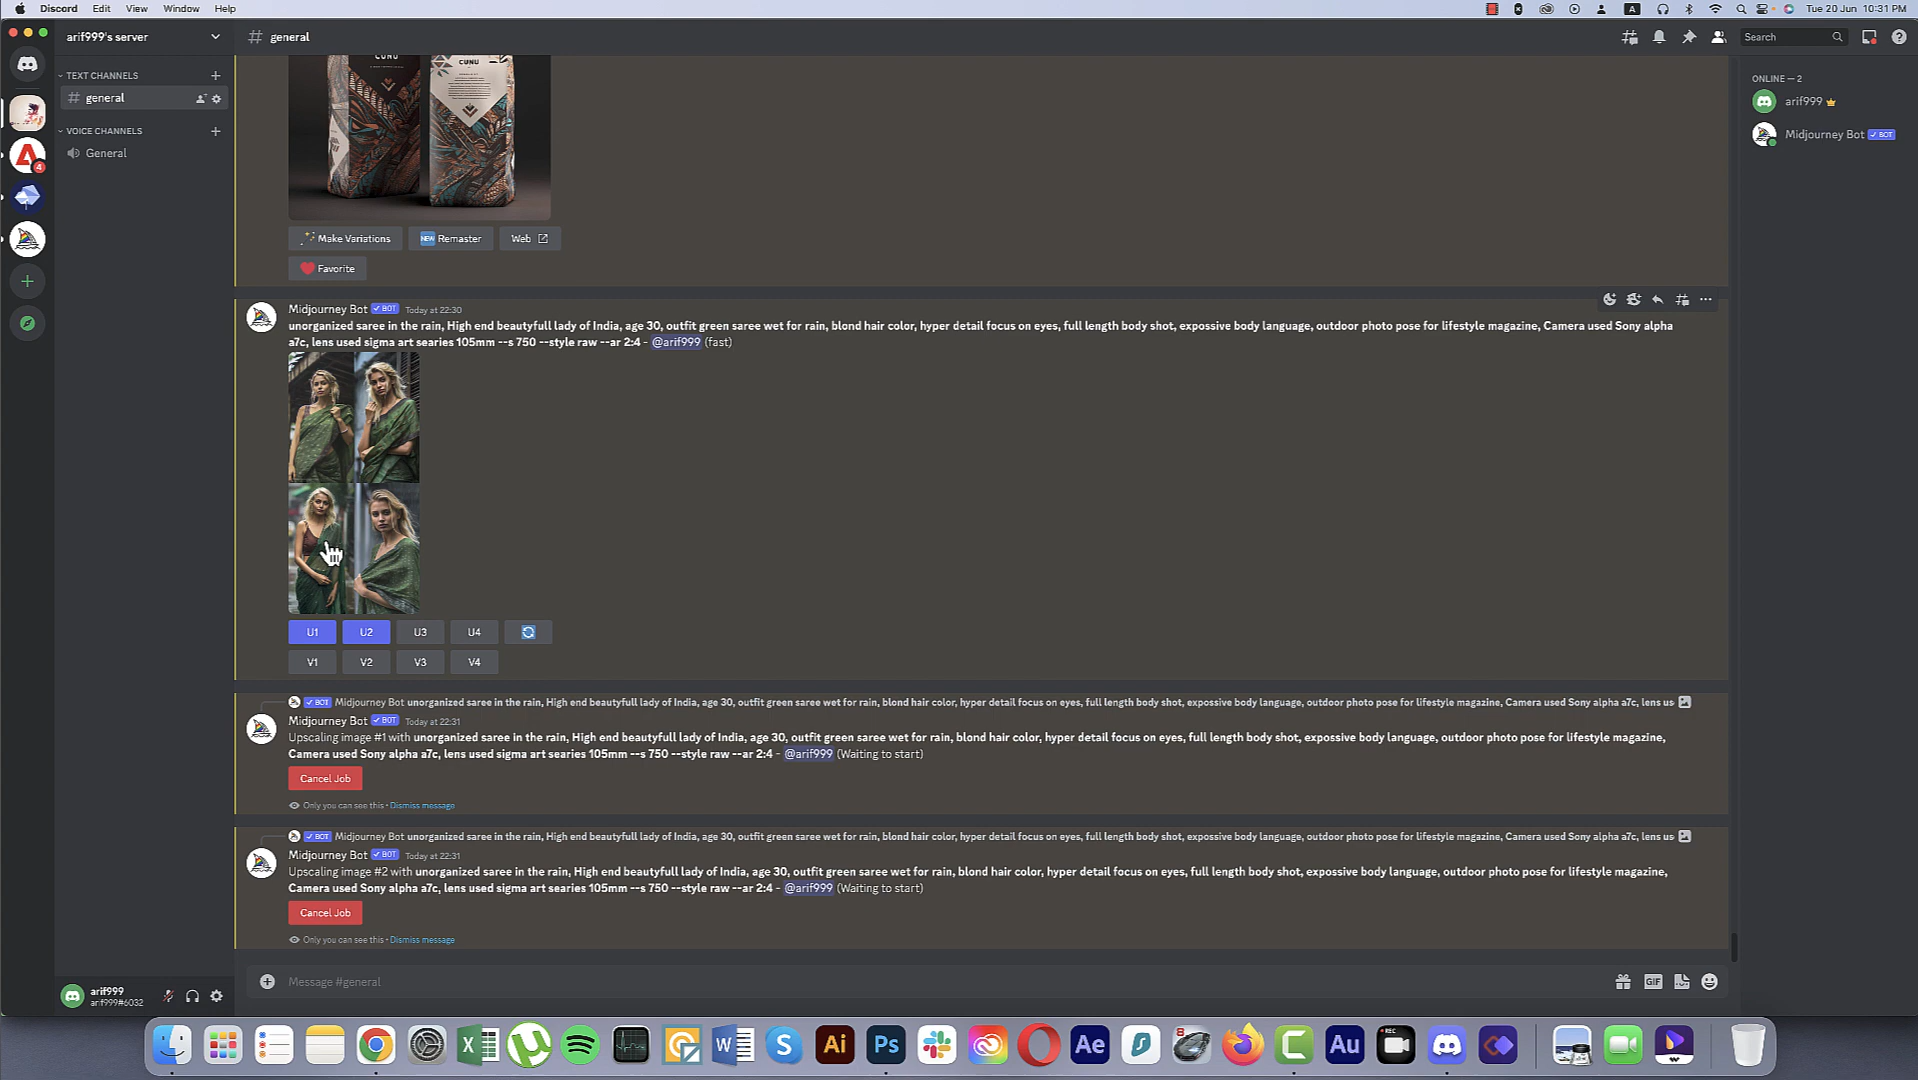 Discord Edit View Window Help
A Tue 20 Jun 10:31 PM
arif999's server
# general
Search
TEXT CHANNELS
# general
VOICE CHANNELS
General
4
ONLINE — 2
arif999
Midjourney Bot BOT
CUNU
CUNU
Make Variations
NEW Remaster
Web
Favorite
Midjourney Bot BOT Today at 22:30
unorganized saree in the rain, High end beautyfull lady of India, age 30, outfit green saree wet for rain, blond hair color, hyper detail focus on eyes, full length body shot, expossive body language, outdoor photo pose for lifestyle magazine, Camera used Sony alpha
a7c, lens used sigma art searies 105mm --s 750 --style raw --ar 2:4 - @arif999 (fast)
U1 U2 U3 U4
V1 V2 V3 V4
BOT Midjourney Bot unorganized saree in the rain, High end beautyfull lady of India, age 30, outfit green saree wet for rain, blond hair color, hyper detail focus on eyes, full length body shot, expossive body language, outdoor photo pose for lifestyle magazine, Camera used Sony alpha a7c, lens us
Midjourney Bot BOT Today at 22:31
Upscaling image #1 with unorganized saree in the rain, High end beautyfull lady of India, age 30, outfit green saree wet for rain, blond hair color, hyper detail focus on eyes, full length body shot, expossive body language, outdoor photo pose for lifestyle magazine,
Camera used Sony alpha a7c, lens used sigma art searies 105mm --s 750 --style raw --ar 2:4 - @arif999 (Waiting to start)
Cancel Job
Only you can see this • Dismiss message
BOT Midjourney Bot unorganized saree in the rain, High end beautyfull lady of India, age 30, outfit green saree wet for rain, blond hair color, hyper detail focus on eyes, full length body shot, expossive body language, outdoor photo pose for lifestyle magazine, Camera used Sony alpha a7c, lens us
Midjourney Bot BOT Today at 22:31
Upscaling image #2 with unorganized saree in the rain, High end beautyfull lady of India, age 30, outfit green saree wet for rain, blond hair color, hyper detail focus on eyes, full length body shot, expossive body language, outdoor photo pose for lifestyle magazine,
Camera used Sony alpha a7c, lens used sigma art searies 105mm --s 750 --style raw --ar 2:4 - @arif999 (Waiting to start)
Cancel Job
Only you can see this • Dismiss message
Message #general
GIF
arif999
arif999#6032
X W S Ai Ps Ae Au REC